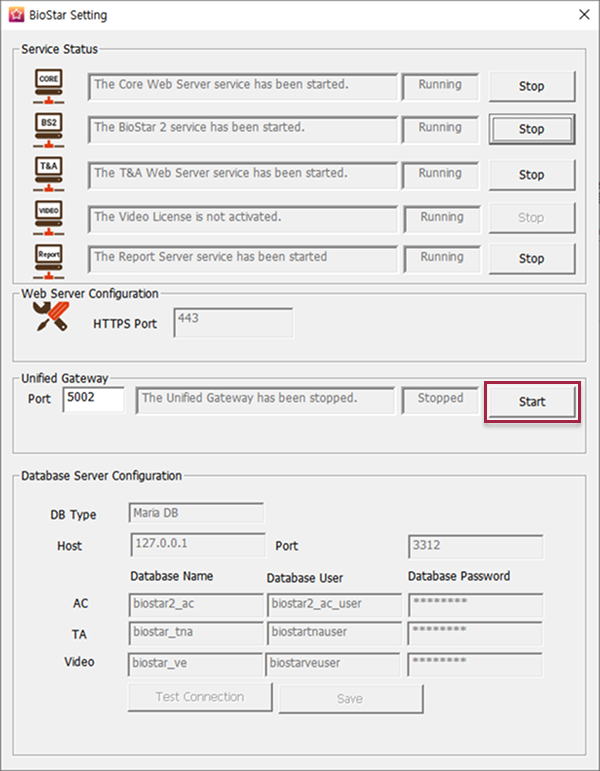 BioStar Setting
Service Status
CORE The Core Web Server service has been started. Running Stop
BS2 The BioStar 2 service has been started. Running Stop
T&A The T&A Web Server service has been started. Running Stop
VIDEO The Video License is not activated. Running Stop
Report The Report Server service has been started Running Stop
Web Server Configuration
HTTPS Port 443
Unified Gateway
Port 5002 The Unified Gateway has been stopped. Stopped Start
Database Server Configuration
DB Type Maria DB
Host 127.0.0.1 Port 3312
Database Name Database User Database Password
AC biostar2_ac biostar2_ac_user ********
TA biostar_tna biostartnauser ********
Video biostar_ve biostarveuser ********
Test Connection Save